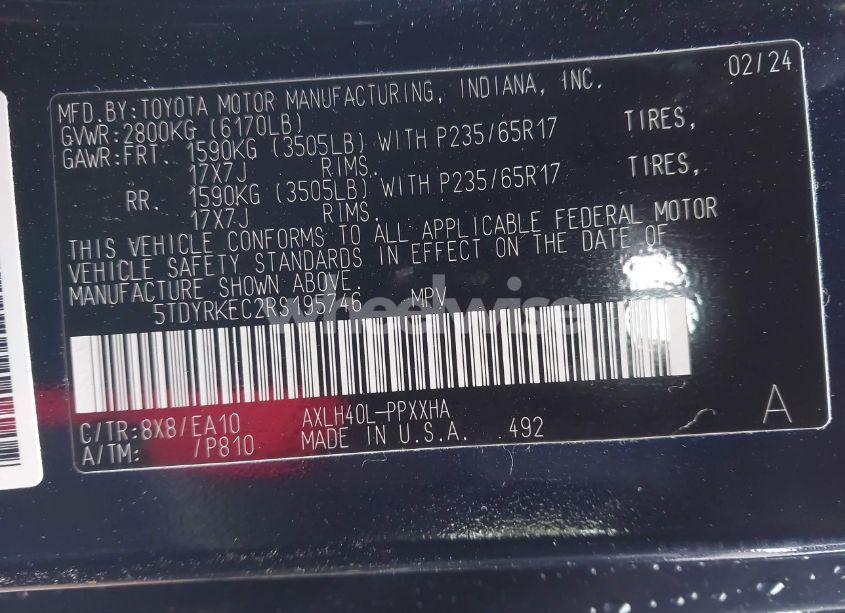 02/24
MFD.BY:TOYOTA MOTOR MANUFACTURING, INDIANA, INC.
GVWR:2800KG (6170LB)
GAWR:FRT. 1590KG (3505LB) WITH P235/65R17 TIRES,
17X7J RIMS.
RR. 1590KG (3505LB) WITH P235/65R17 TIRES,
17X7J RIMS.
THIS VEHICLE CONFORMS TO ALL APPLICABLE FEDERAL MOTOR
VEHICLE SAFETY STANDARDS IN EFFECT ON THE DATE OF
MANUFACTURE SHOWN ABOVE.
5TDYRKEC2RS195746 MPV
wheelwise
C/TR:8X8/EA10 AXLH40L-PPXXHA
A/TM: /P810 MADE IN U.S.A. 492
A